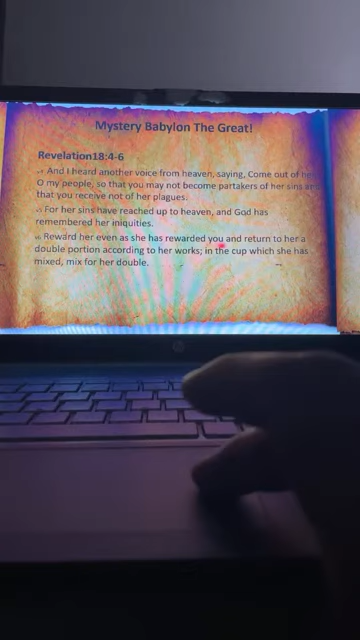 Mystery Babylon The Great!
Revelation18:4-6
And I heard another voice from heaven, saying, Come out of her
O my people, so that you may not become partakers of her sins and
that you receive not of her plagues.
For her sins have reached up to heaven, and God has
remembered her iniquities.
Reward her even as she has rewarded you and return to her a
double portion according to her works; in the cup which she has
mixed, mix for her double.